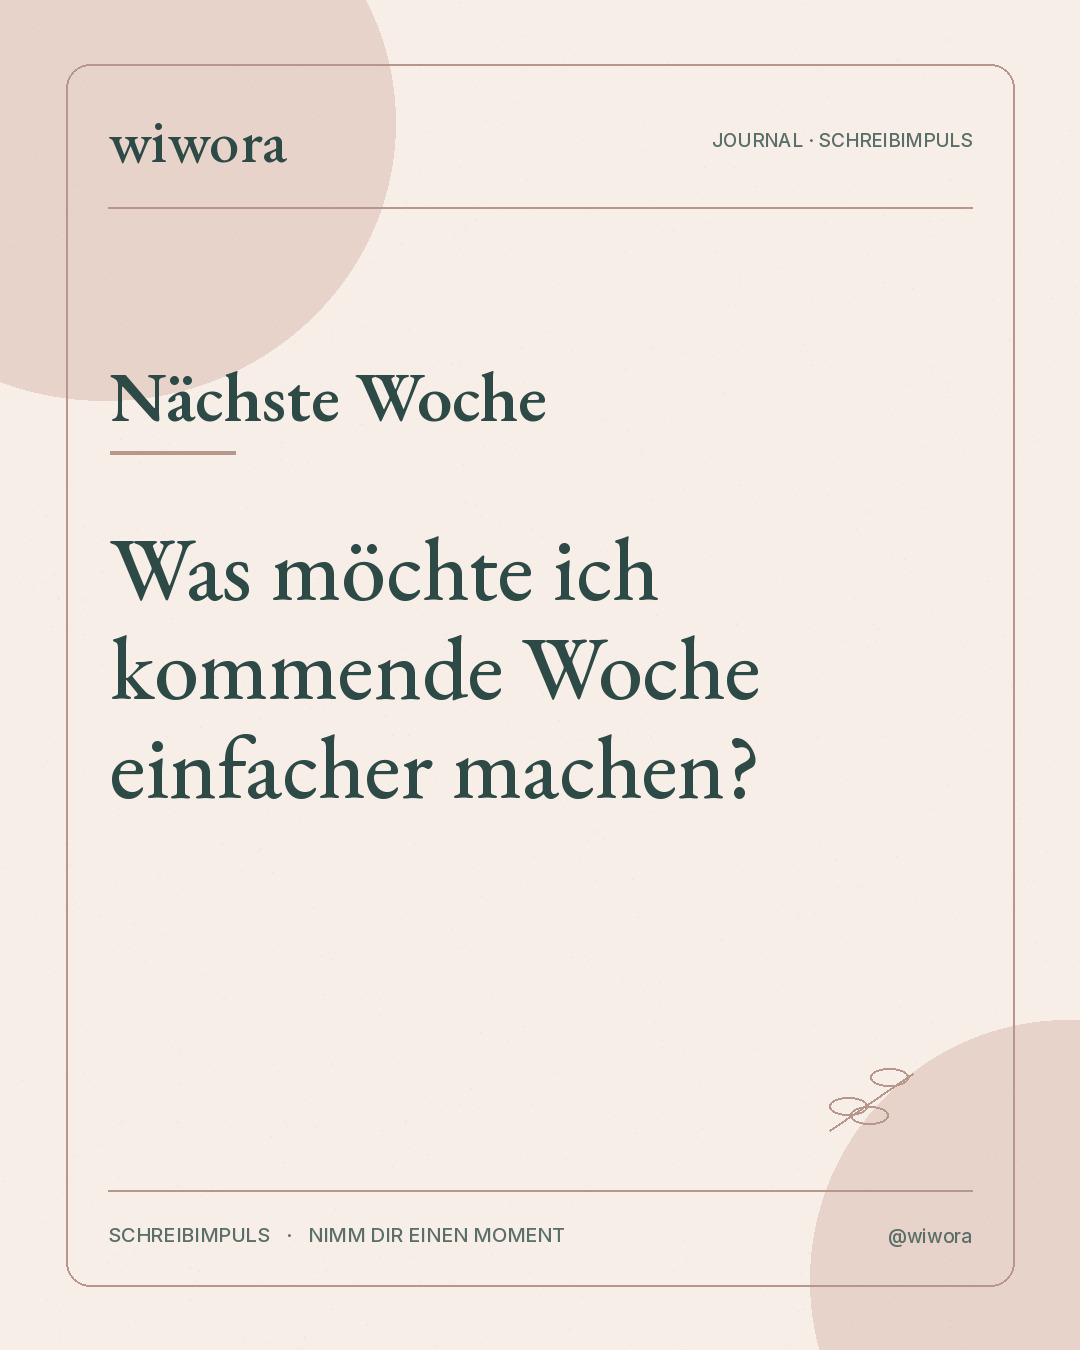 wiwora
JOURNAL · SCHREIBIMPULS
Nächste Woche
Was möchte ich
kommende Woche
einfacher machen?
SCHREIBIMPULS · NIMM DIR EINEN MOMENT
@wiwora